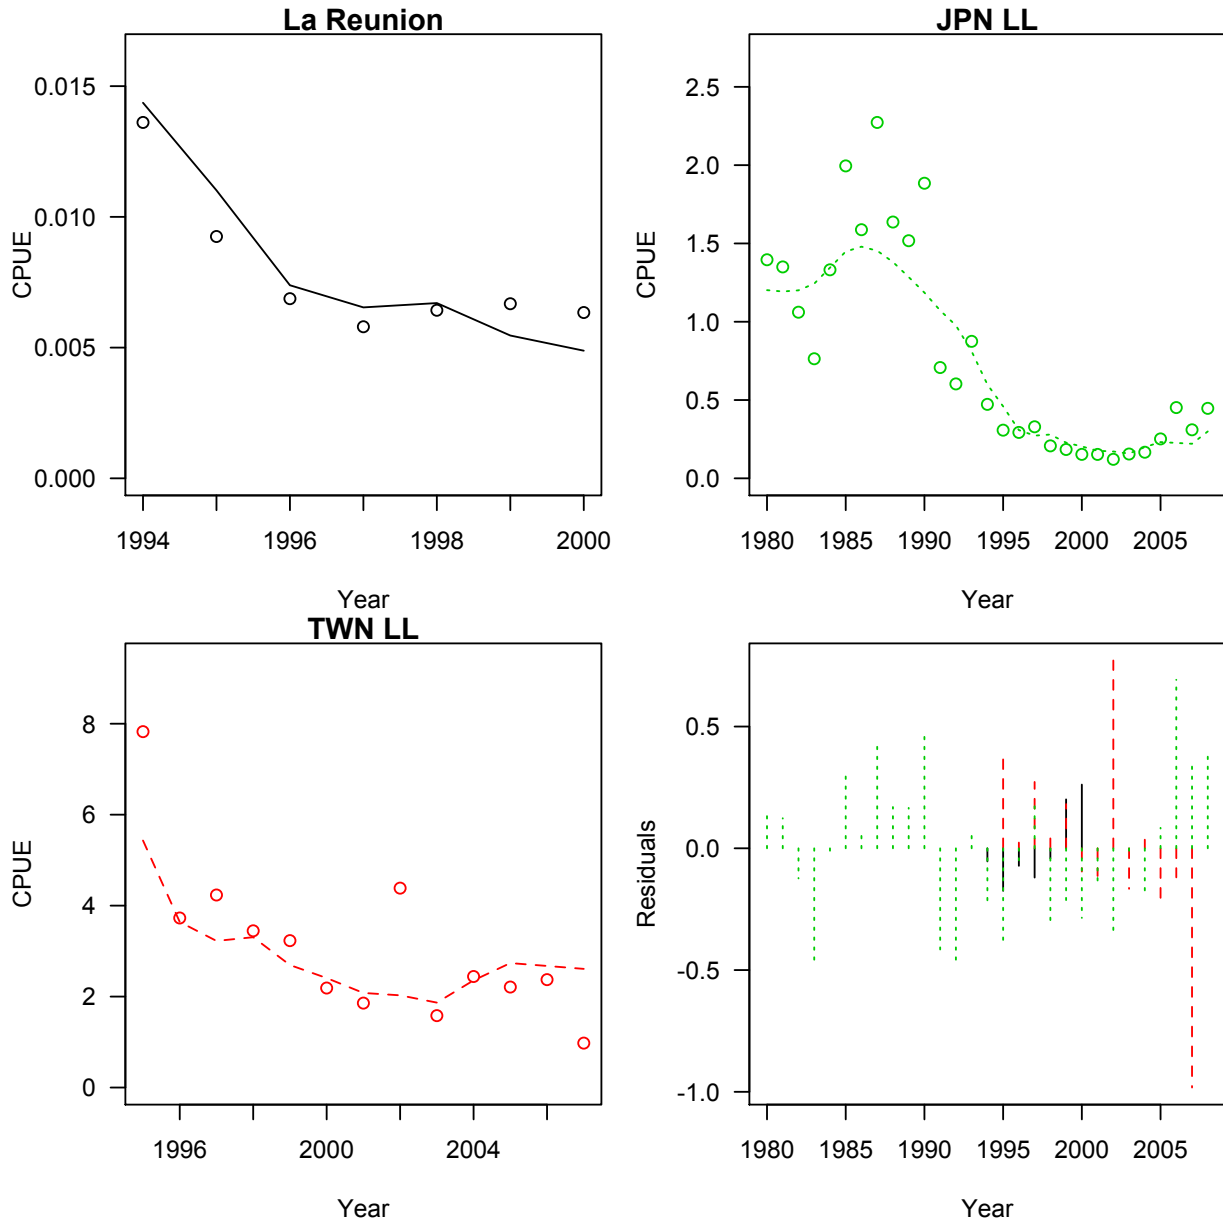 La Reunion
0.015
0.010
0.005
0.000
CPUE
1994 1996 1998 2000
Year
JPN LL
2.5
2.0
1.5
1.0
0.5
0.0
CPUE
1980 1985 1990 1995 2000 2005
Year
TWN LL
8
6
4
2
0
CPUE
1996 2000 2004
Year
0.5
0.0
-0.5
-1.0
Residuals
1980 1985 1990 1995 2000 2005
Year